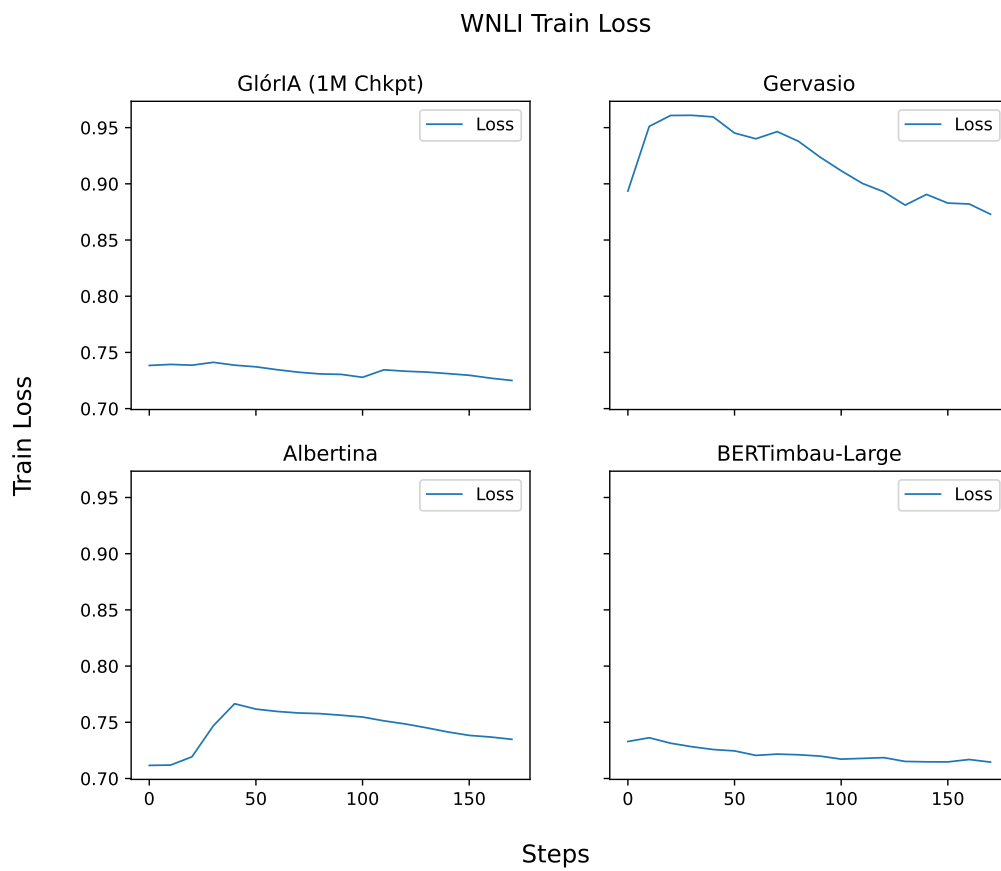 WNLI Train Loss
GlórIA (1M Chkpt)
Loss
0.95
0.90
0.85
0.80
0.75
0.70
Gervasio
Loss
Train Loss
Albertina
Loss
0.95
0.90
0.85
0.80
0.75
0.70
0 50 100 150
BERTimbau-Large
Loss
0 50 100 150
Steps